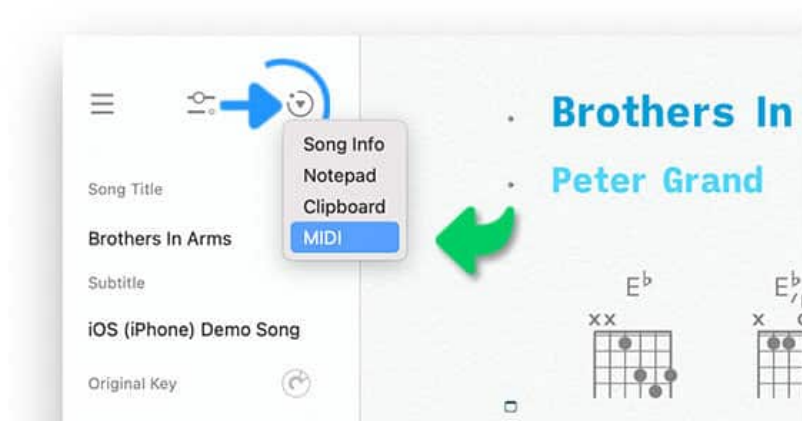 Song Info
Notepad
Clipboard
MIDI
Song Title
Brothers In Arms
Subtitle
iOS (iPhone) Demo Song
Original Key
Brothers In
Peter Grand
E♭
E♭/
xx
x